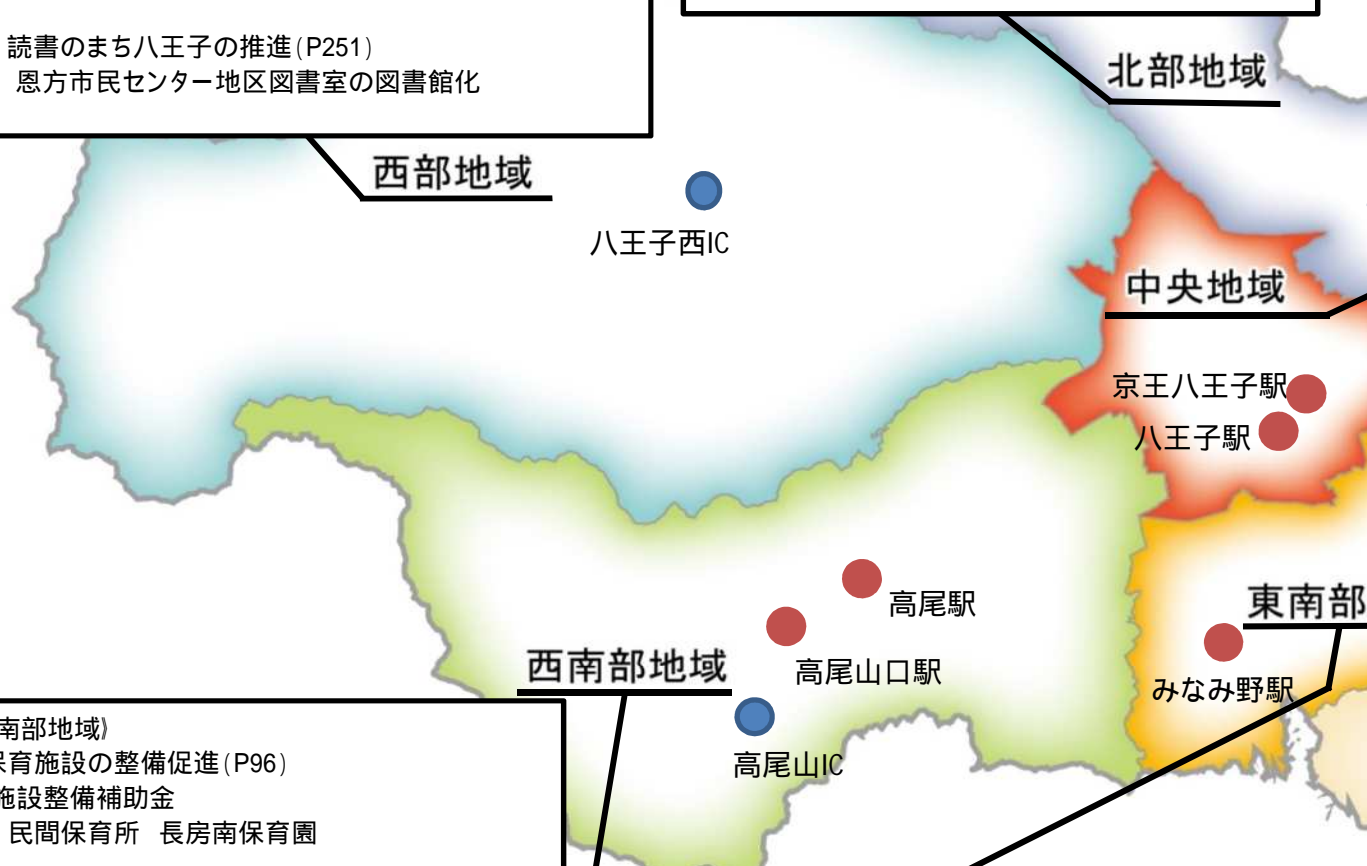 読書のまち八王子の推進(P251)
恩方市民センター地区図書室の図書館化
北部地域
西部地域
八王子西IC
中央地域
京王八王子駅
八王子駅
高尾駅
東南部
西南部地域
高尾山口駅
みなみ野駅
高尾山IC
南部地域》
保育施設の整備促進(P96)
施設整備補助金
民間保育所 長房南保育園